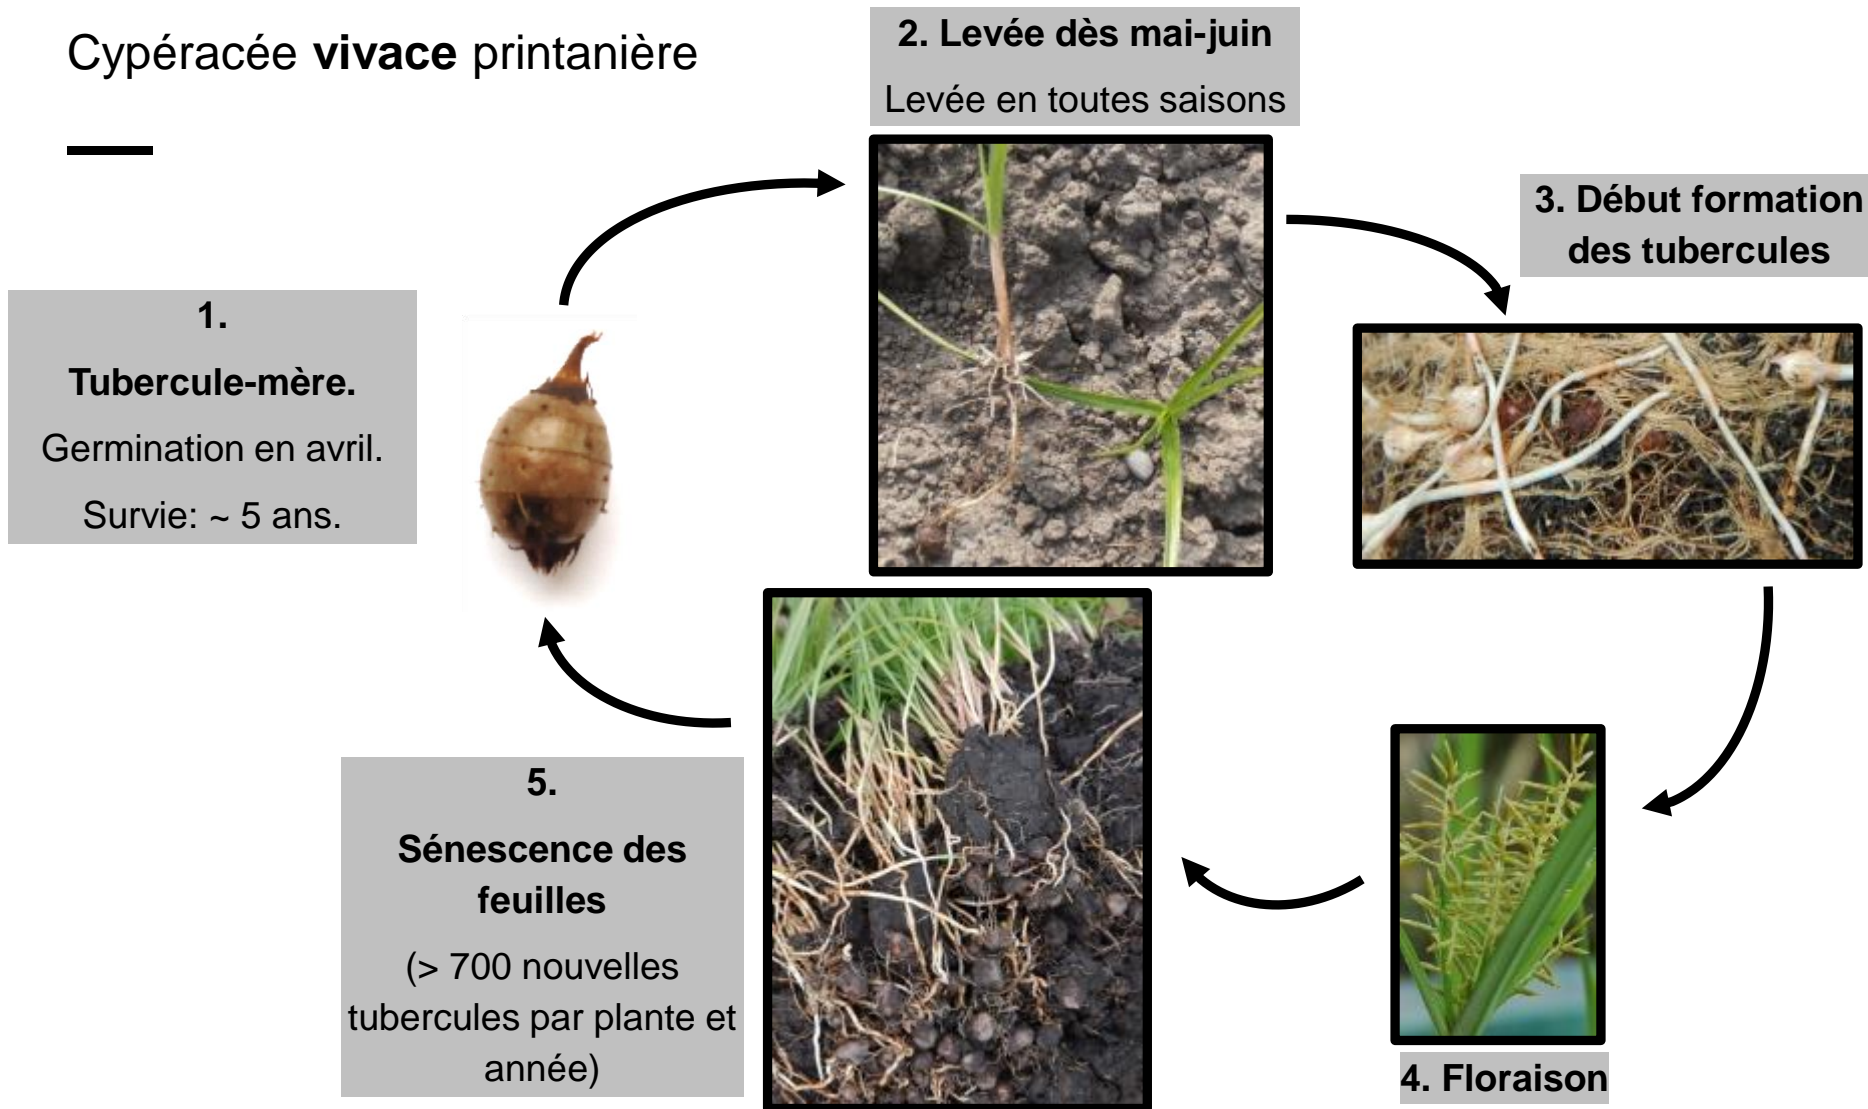 Cypéracée vivace printanière
1.
Tubercule-mère.
Germination en avril.
Survie: ~ 5 ans.
2. Levée dès mai-juin
Levée en toutes saisons
3. Début formation
des tubercules
4. Floraison
5.
Sénescence des
feuilles
(> 700 nouvelles
tubercules par plante et
année)